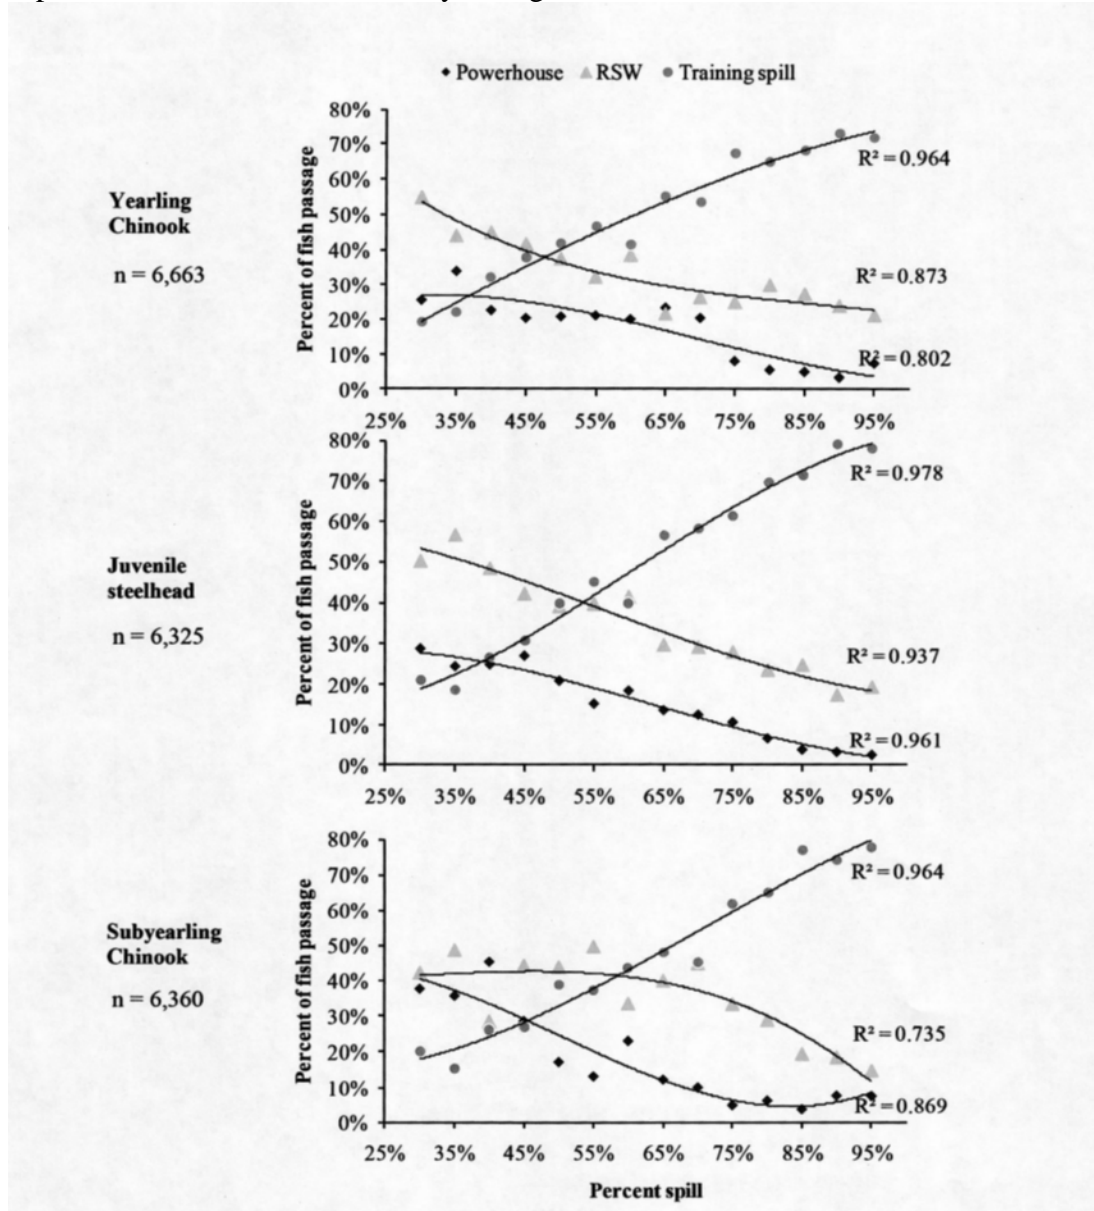 Powerhouse RSW Training spill
80%
70%
60%
50%
40%
30%
20%
10%
0%
Percent of fish passage
Yearling
Chinook
n = 6,663
R² = 0.964
R² = 0.873
R² = 0.802
25% 35% 45% 55% 65% 75% 85% 95%
80%
70%
60%
50%
40%
30%
20%
10%
0%
Percent of fish passage
Juvenile
steelhead
n = 6,325
R² = 0.978
R² = 0.937
R² = 0.961
25% 35% 45% 55% 65% 75% 85% 95%
80%
70%
60%
50%
40%
30%
20%
10%
0%
Percent of fish passage
Subyearling
Chinook
n = 6,360
R² = 0.964
R² = 0.735
R² = 0.869
25% 35% 45% 55% 65% 75% 85% 95%
Percent spill